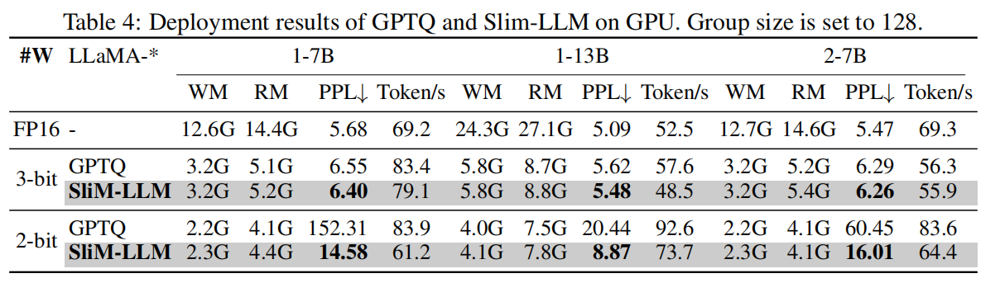 Table 4: Deployment results of GPTQ and Slim-LLM on GPU. Group size is set to 128.
#W LLaMA-* 1-7B 1-13B 2-7B
WM RM PPL↓ Token/s WM RM PPL↓ Token/s WM RM PPL↓ Token/s
FP16 - 12.6G 14.4G 5.68 69.2 24.3G 27.1G 5.09 52.5 12.7G 14.6G 5.47 69.3
3-bit GPTQ 3.2G 5.1G 6.55 83.4 5.8G 8.7G 5.62 57.6 3.2G 5.2G 6.29 56.3
SliM-LLM 3.2G 5.2G 6.40 79.1 5.8G 8.8G 5.48 48.5 3.2G 5.4G 6.26 55.9
2-bit GPTQ 2.2G 4.1G 152.31 83.9 4.0G 7.5G 20.44 92.6 2.2G 4.1G 60.45 83.6
SliM-LLM 2.3G 4.4G 14.58 61.2 4.1G 7.8G 8.87 73.7 2.3G 4.1G 16.01 64.4